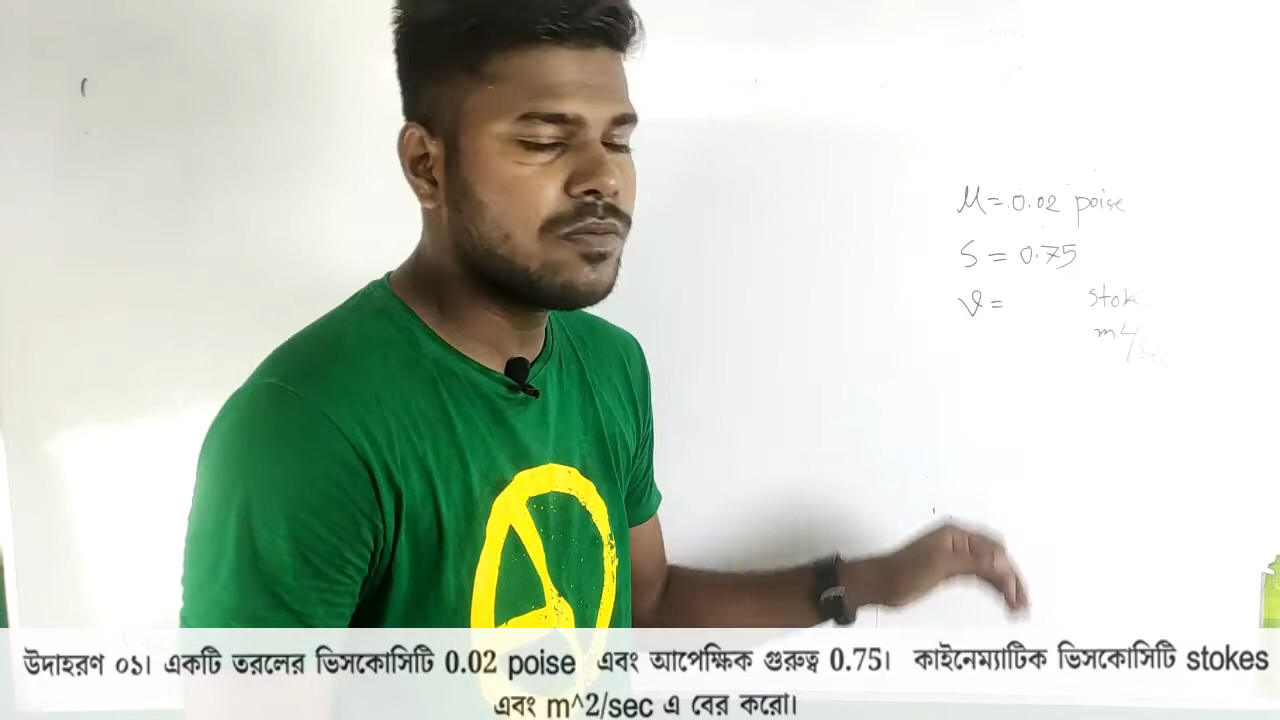 μ = 0.02 poise
S = 0.75
ϑ = stoke
m²/sec
উদাহরণ ০১। একটি তরলের ভিসকোসিটি 0.02 poise এবং আপেক্ষিক গুরুত্ব 0.75। কাইনেম্যাটিক ভিসকোসিটি stokes
এবং m^2/sec এ বের করো।